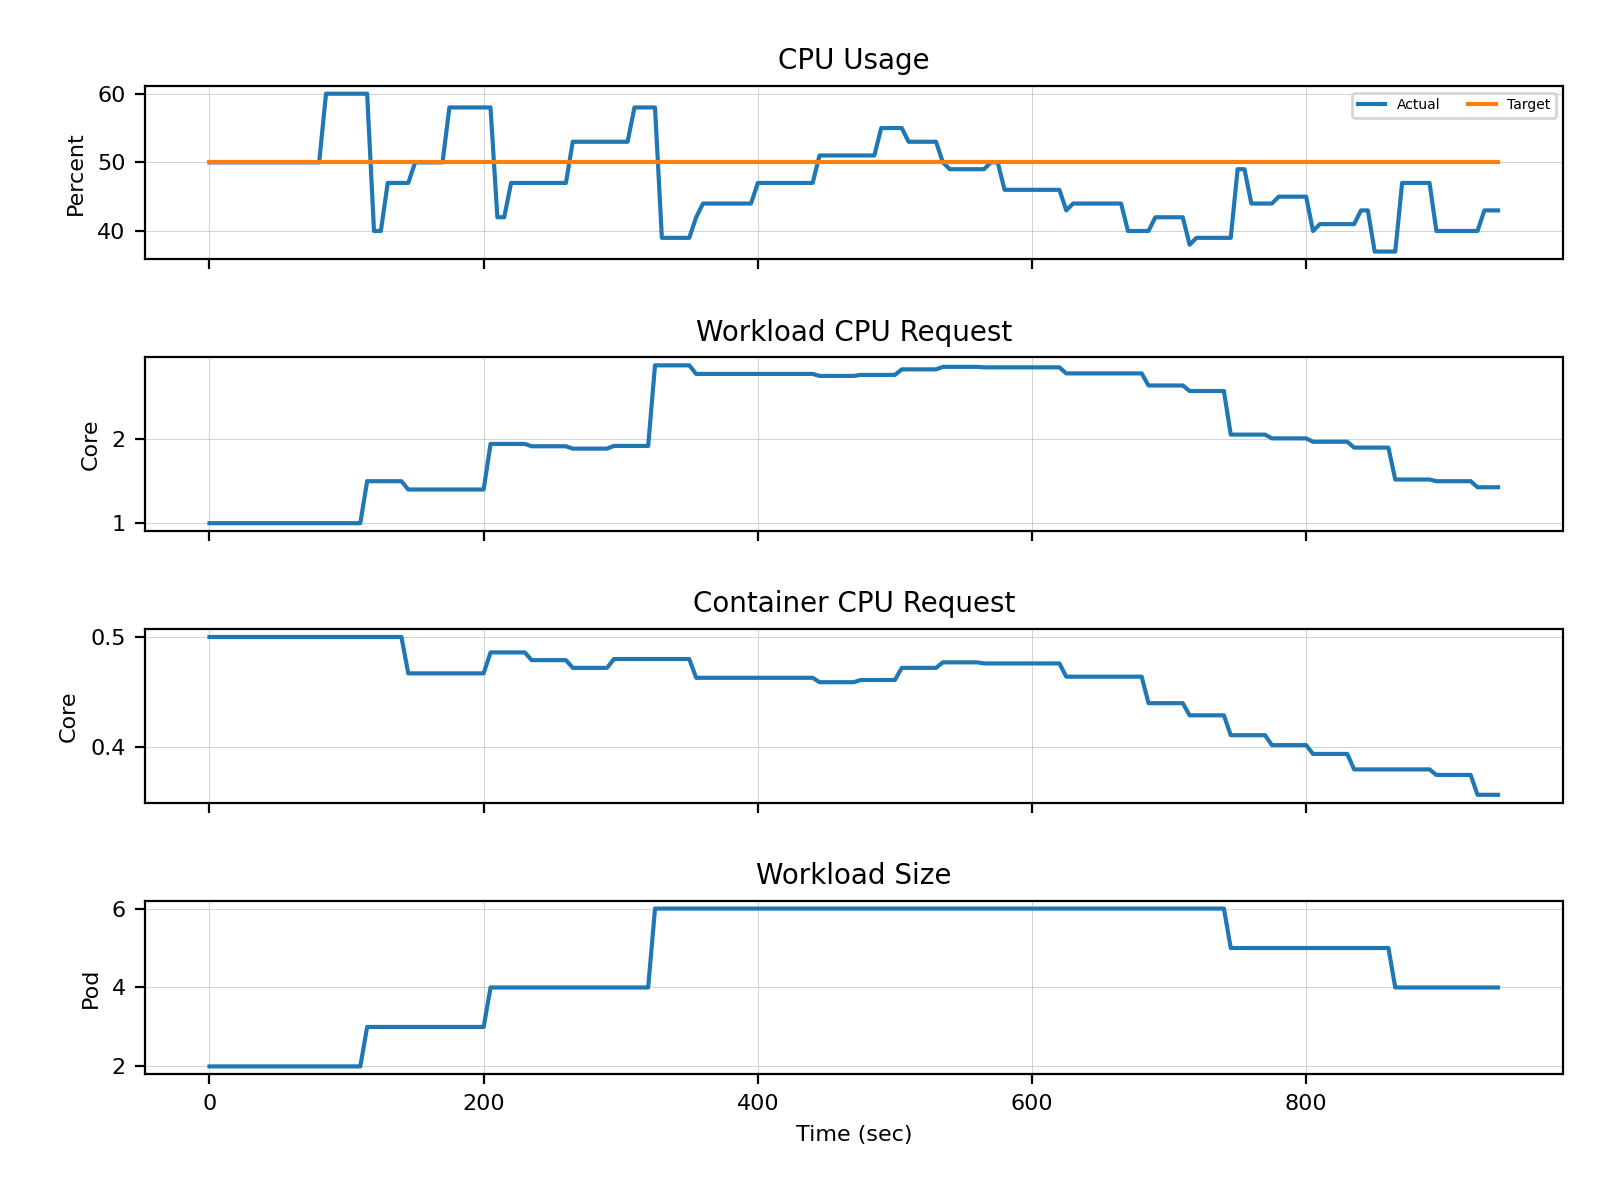 CPU Usage
60
50
40
Percent
Actual
Target
Workload CPU Request
2
1
Core
Container CPU Request
0.5
0.4
Core
Workload Size
6
4
2
Pod
0 200 400 600 800
Time (sec)